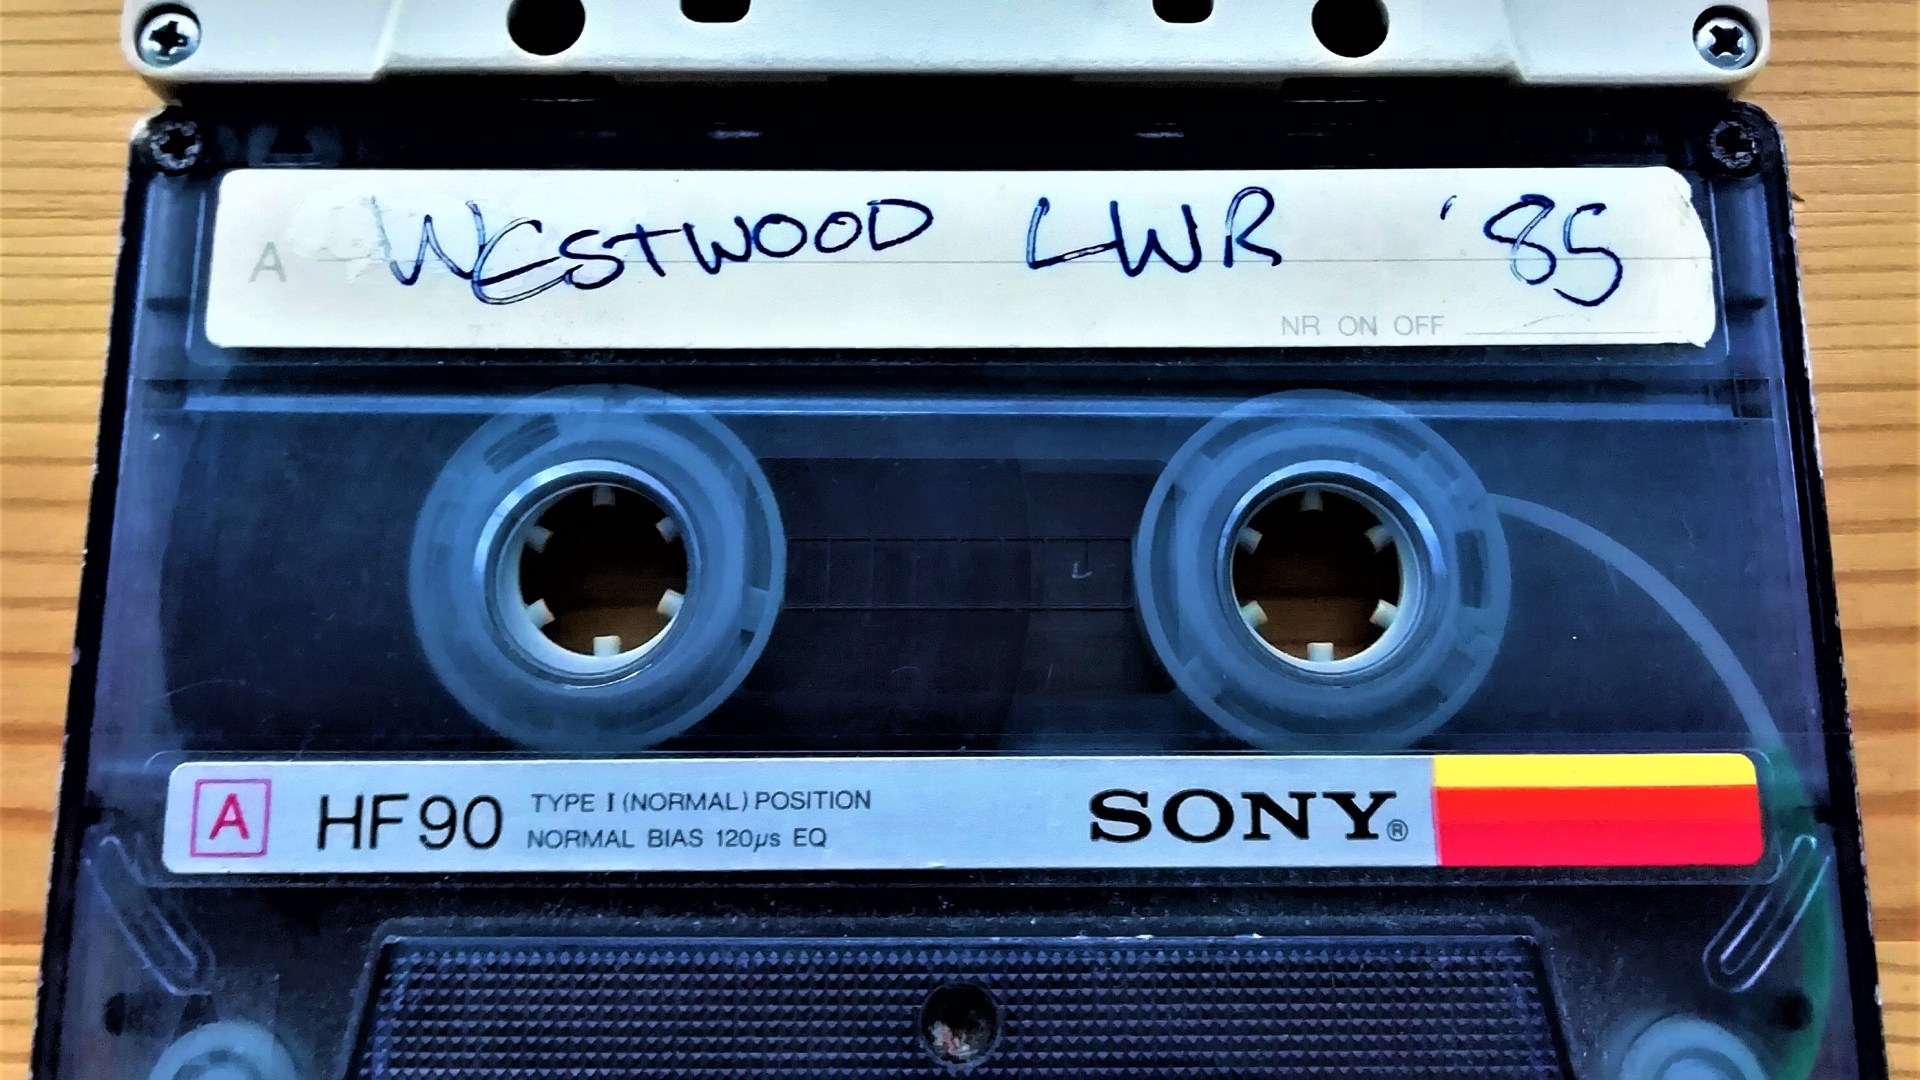 A WESTWOOD LWR '85
NR ON OFF
A HF90 TYPE I (NORMAL) POSITION SONY®
NORMAL BIAS 120µs EQ